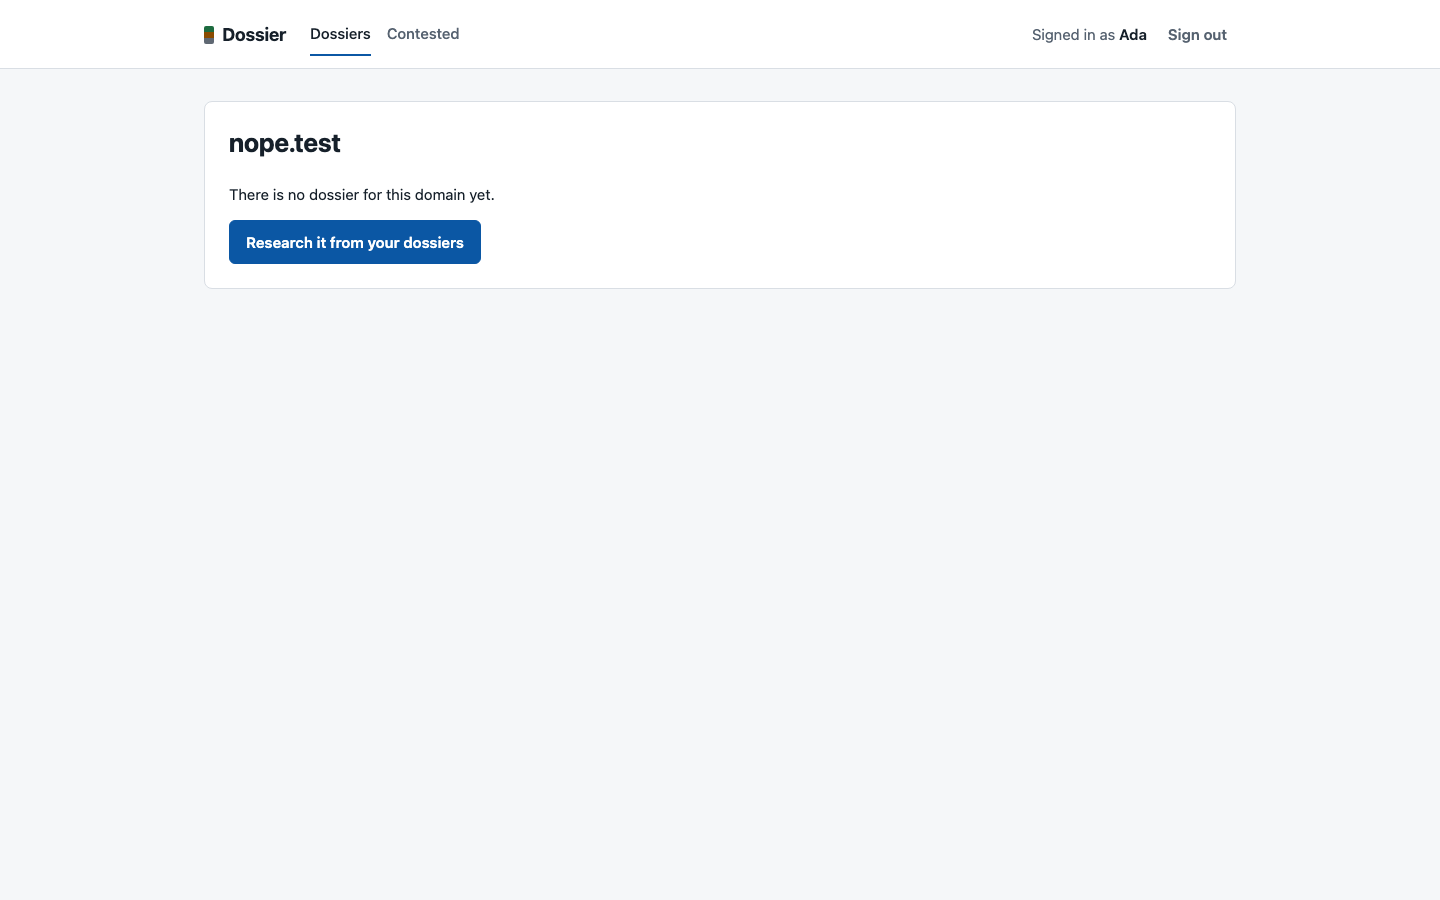 Dossier Dossiers Contested Signed in as Ada Sign out
nope.test
There is no dossier for this domain yet.
Research it from your dossiers